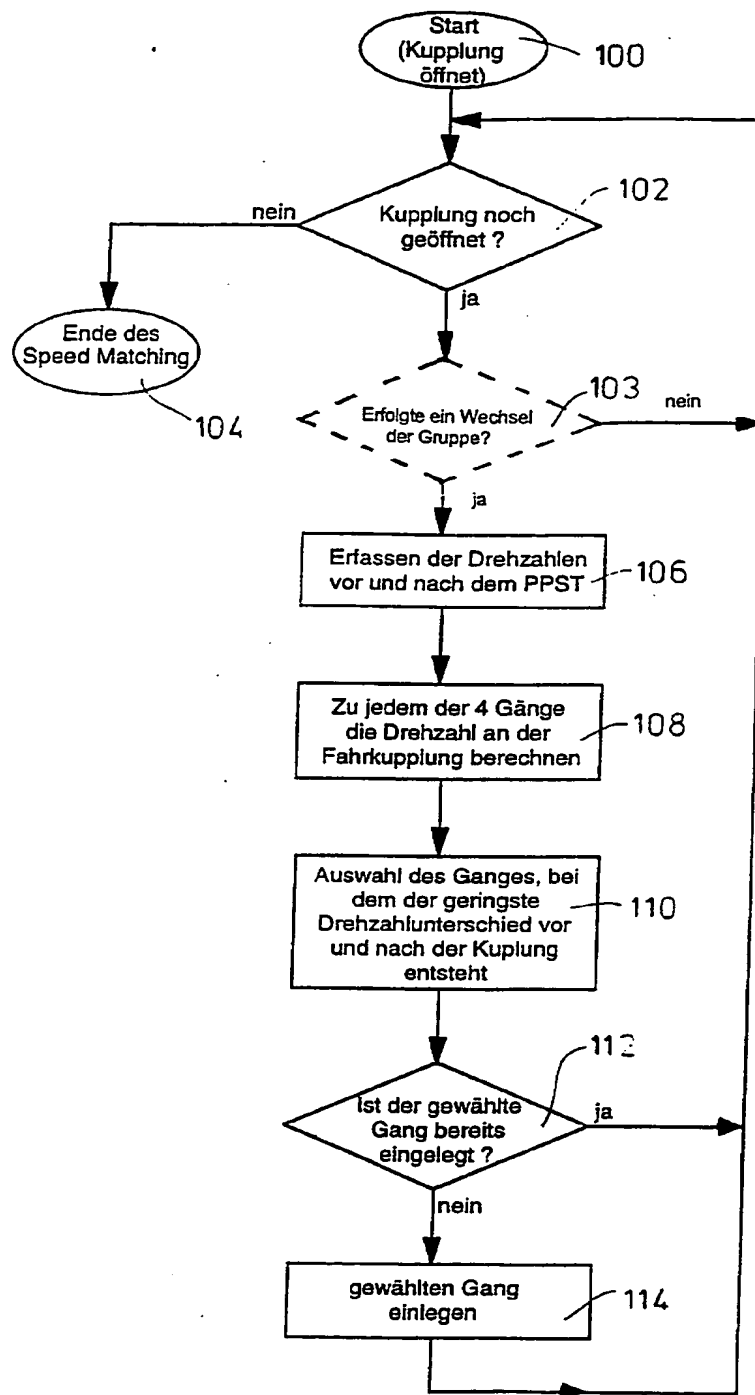 Start
(Kupplung
öffnet)
100
Kupplung noch
geöffnet ?
102
nein
ja
Ende des
Speed Matching
104
Erfolgte ein Wechsel
der Gruppe?
103
nein
ja
Erfassen der Drehzahlen
vor und nach dem PPST
106
Zu jedem der 4 Gänge
die Drehzahl an der
Fahrkupplung berechnen
108
Auswahl des Ganges, bei
dem der geringste
Drehzahlunterschied vor
und nach der Kuplung
entsteht
110
ist der gewählte
Gang bereits
eingelegt ?
112
ja
nein
gewählten Gang
einlegen
114